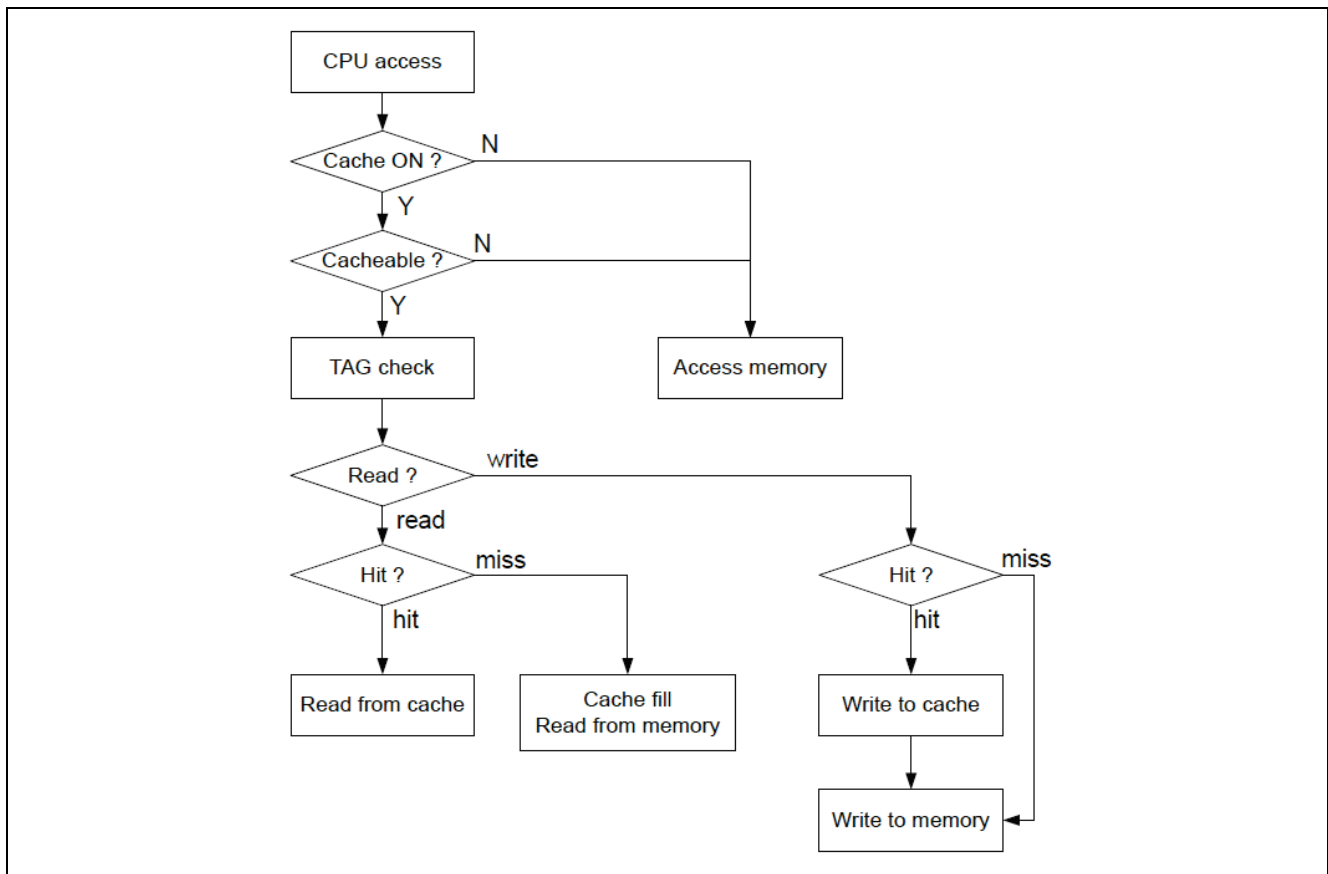 CPU access
Cache ON ?
N
Y
Cacheable ?
N
Y
TAG check
Access memory
Read ?
write
read
Hit ?
miss
hit
Hit ?
miss
hit
Read from cache
Cache fill
Read from memory
Write to cache
Write to memory